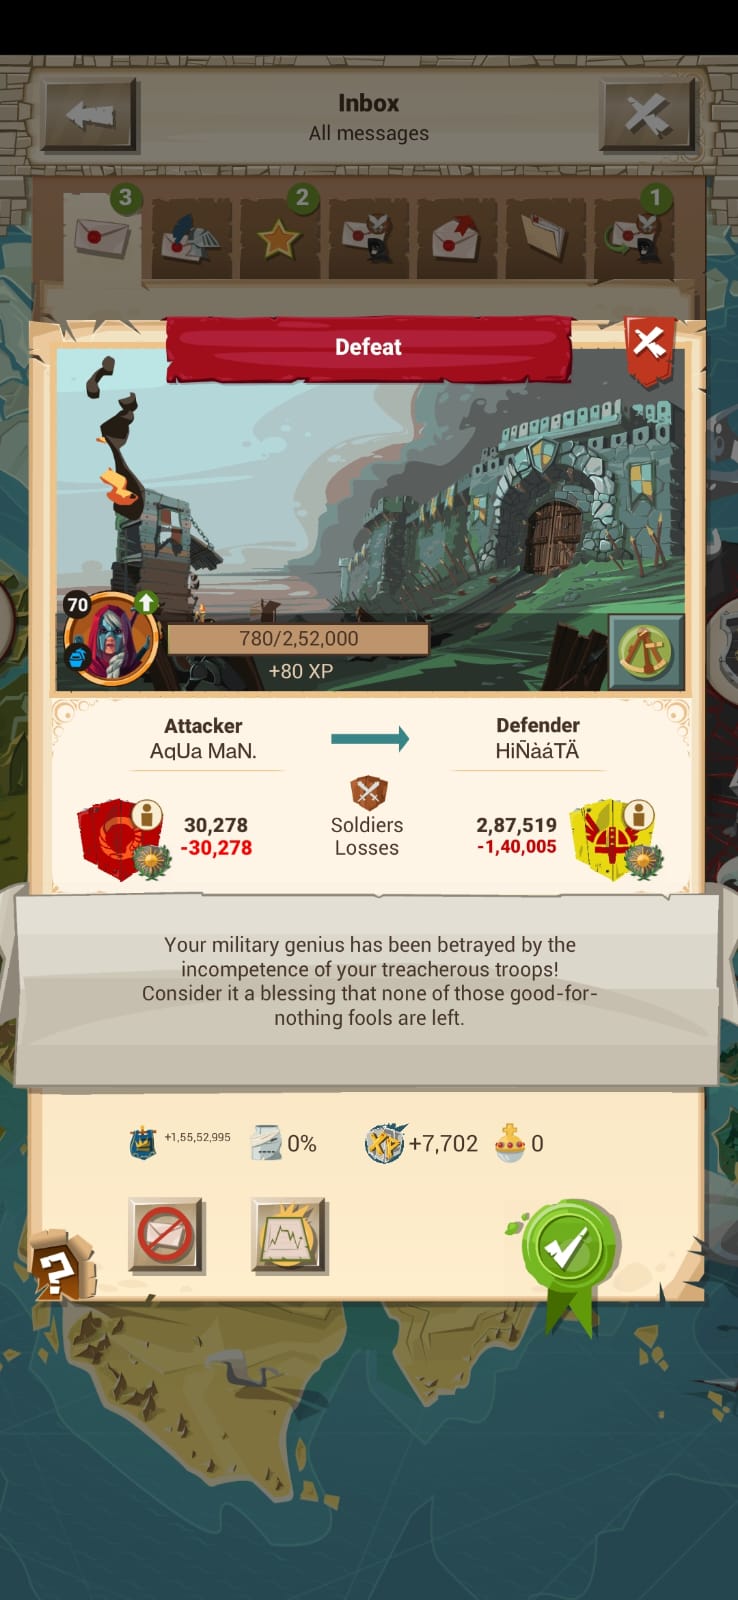 Inbox
All messages
3
2
1
Defeat
70
780/2,52,000
+80 XP
Attacker
AqUa MaN.
Defender
HiÑàáTÄ
30,278
-30,278
Soldiers
Losses
2,87,519
-1,40,005
Your military genius has been betrayed by the
incompetence of your treacherous troops!
Consider it a blessing that none of those good-for-
nothing fools are left.
+1,55,52,995
0%
XP
+7,702
0
?